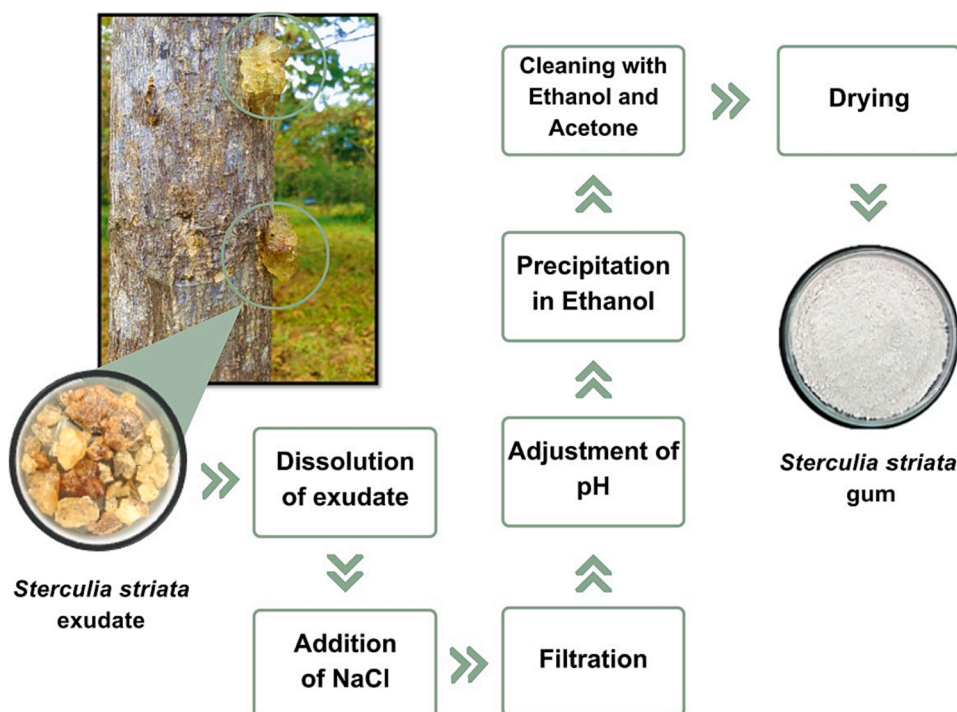 Sterculia striata
exudate
Dissolution
of exudate
Addition
of NaCl
Filtration
Adjustment of
pH
Precipitation
in Ethanol
Cleaning with
Ethanol and
Acetone
Drying
Sterculia striata
gum